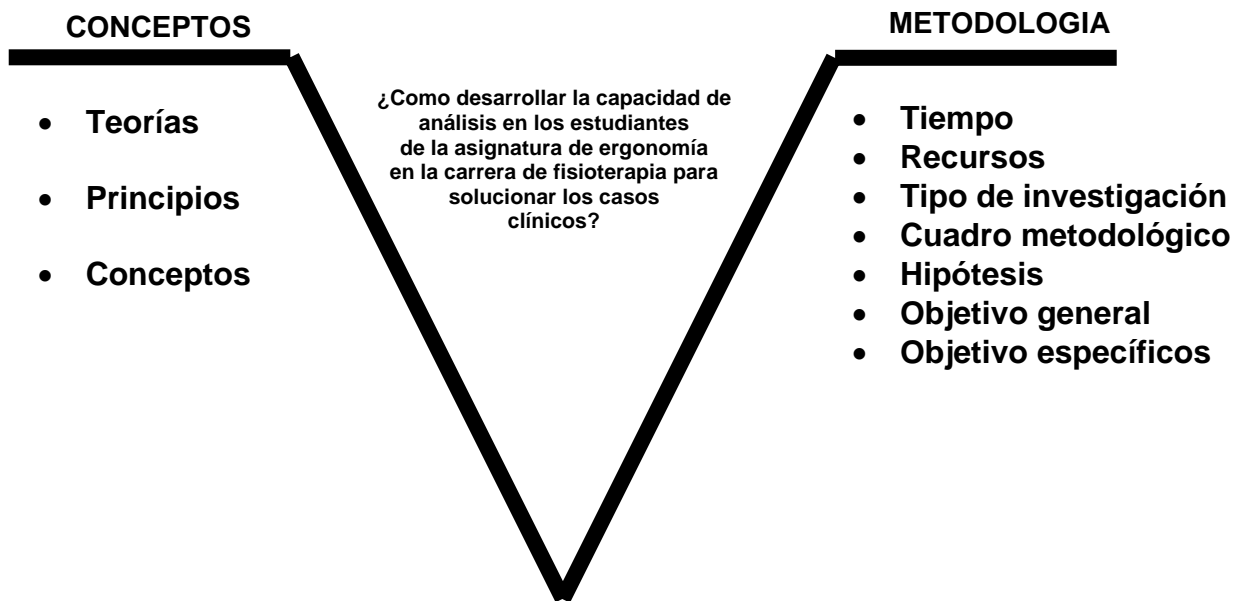 CONCEPTOS
• Teorías
• Principios
• Conceptos
¿Como desarrollar la capacidad de
análisis en los estudiantes
de la asignatura de ergonomía
en la carrera de fisioterapia para
solucionar los casos
clínicos?
METODOLOGIA
• Tiempo
• Recursos
• Tipo de investigación
• Cuadro metodológico
• Hipótesis
• Objetivo general
• Objetivo específicos